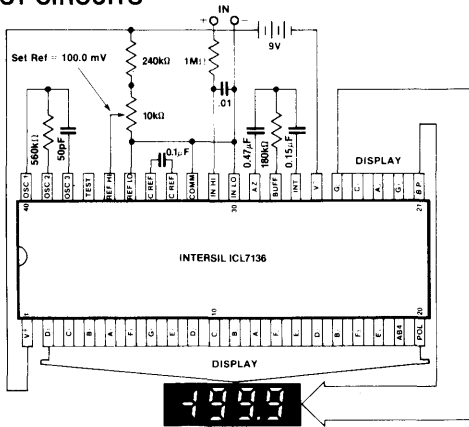 CT CIRCUITS
IN
+ -
9V
Set Ref = 100.0 mV
240kΩ
1MΩ
.01
10kΩ
560kΩ
50pF
0.1μF
0.47μF
180kΩ
0.15μF
DISPLAY
OSC 1
OSC 2
OSC 3
TEST
REF HI
REF LO
C REF
C REF
COMM
IN HI
IN LO
A Z
BUFF
INT
V-
G
C
A
G
B P
40
30
21
INTERSIL ICL7136
1
10
20
V+
D
C
B
A
F
G
E
D
C
B
A
F
E
D
B
F
E
AB4
POL
DISPLAY
-199.9